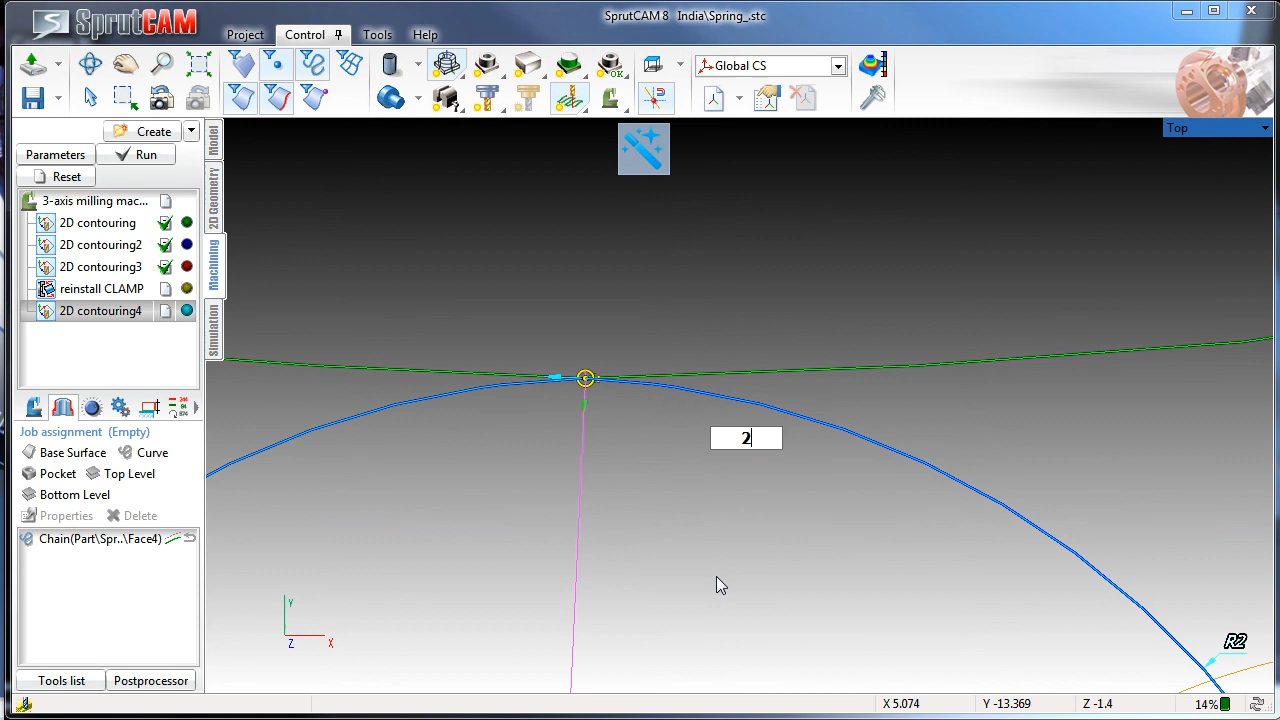 SprutCAM
SprutCAM 8   India\Spring_.stc
Project
Control
Tools
Help
Global CS
Create
Parameters
Run
Reset
Model
2D Geometry
Machining
Simulation
3-axis milling mac...
2D contouring
2D contouring2
2D contouring3
reinstall CLAMP
2D contouring4
Job assignment (Empty)
Base Surface
Curve
Pocket
Top Level
Bottom Level
Properties
Delete
Chain(Part\Spr..\Face4)
Tools list
Postprocessor
OK
Top
2
R2
Y
Z
X
X 5.074
Y -13.369
Z -1.4
14%